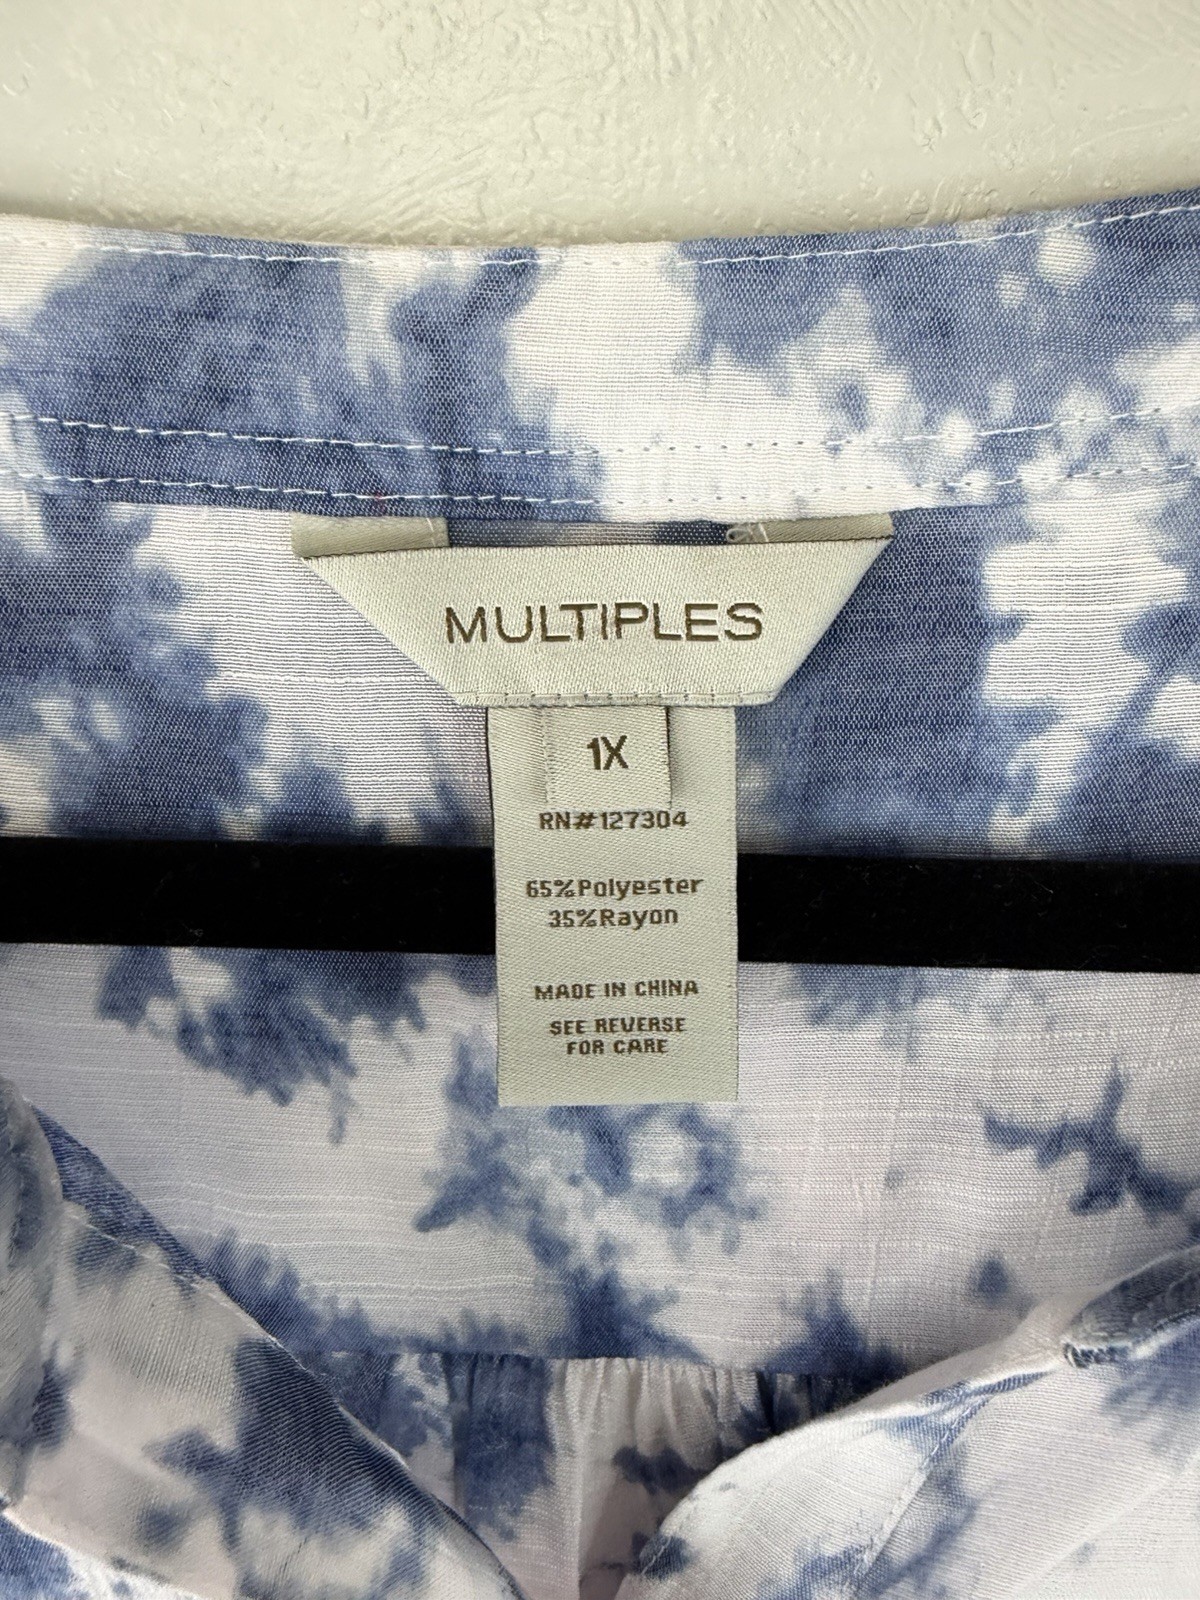 MULTIPLES
1X
RN#127304
65%Polyester
35%Rayon
MADE IN CHINA
SEE REVERSE
FOR CARE